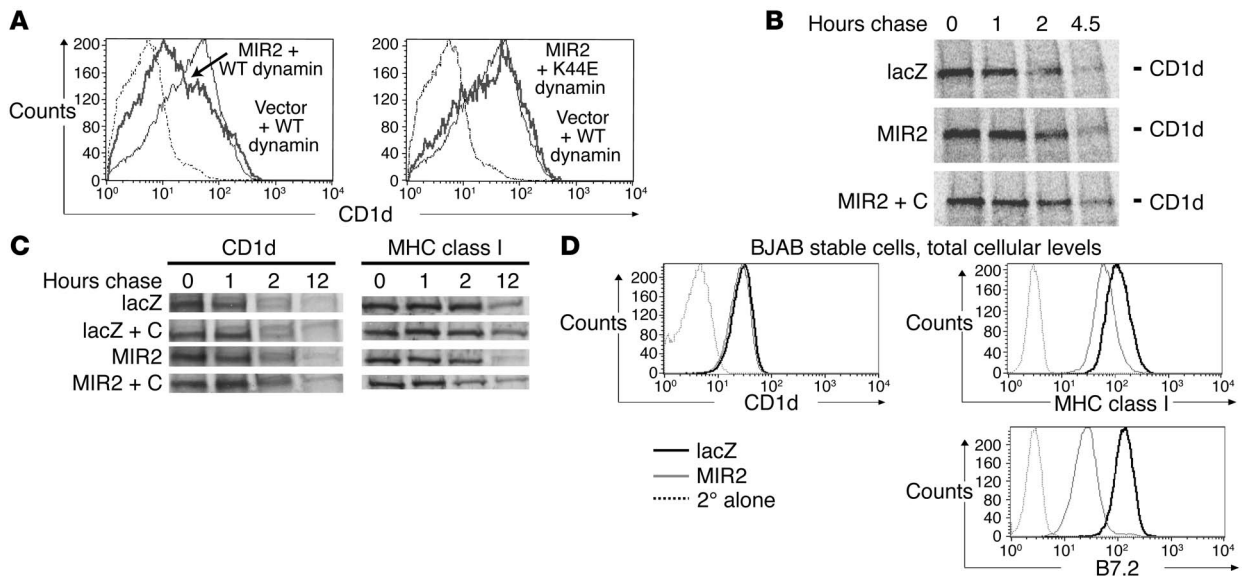 A
Counts
200
160
120
80
40
0
MIR2 +
WT dynamin
Vector
+ WT
dynamin
10⁰ 10¹ 10² 10³ 10⁴
200
160
120
80
40
0
MIR2
+ K44E
dynamin
Vector
+ WT
dynamin
10⁰ 10¹ 10² 10³ 10⁴
CD1d
B
Hours chase 0 1 2 4.5
lacZ - CD1d
MIR2 - CD1d
MIR2 + C - CD1d
C
CD1d MHC class I
Hours chase 0 1 2 12 0 1 2 12
lacZ
lacZ + C
MIR2
MIR2 + C
D
BJAB stable cells, total cellular levels
Counts
200
160
120
80
40
0
10⁰ 10¹ 10² 10³ 10⁴
CD1d
Counts
200
160
120
80
40
0
10⁰ 10¹ 10² 10³ 10⁴
MHC class I
lacZ
MIR2
2° alone
Counts
200
160
120
80
40
0
10⁰ 10¹ 10² 10³ 10⁴
B7.2